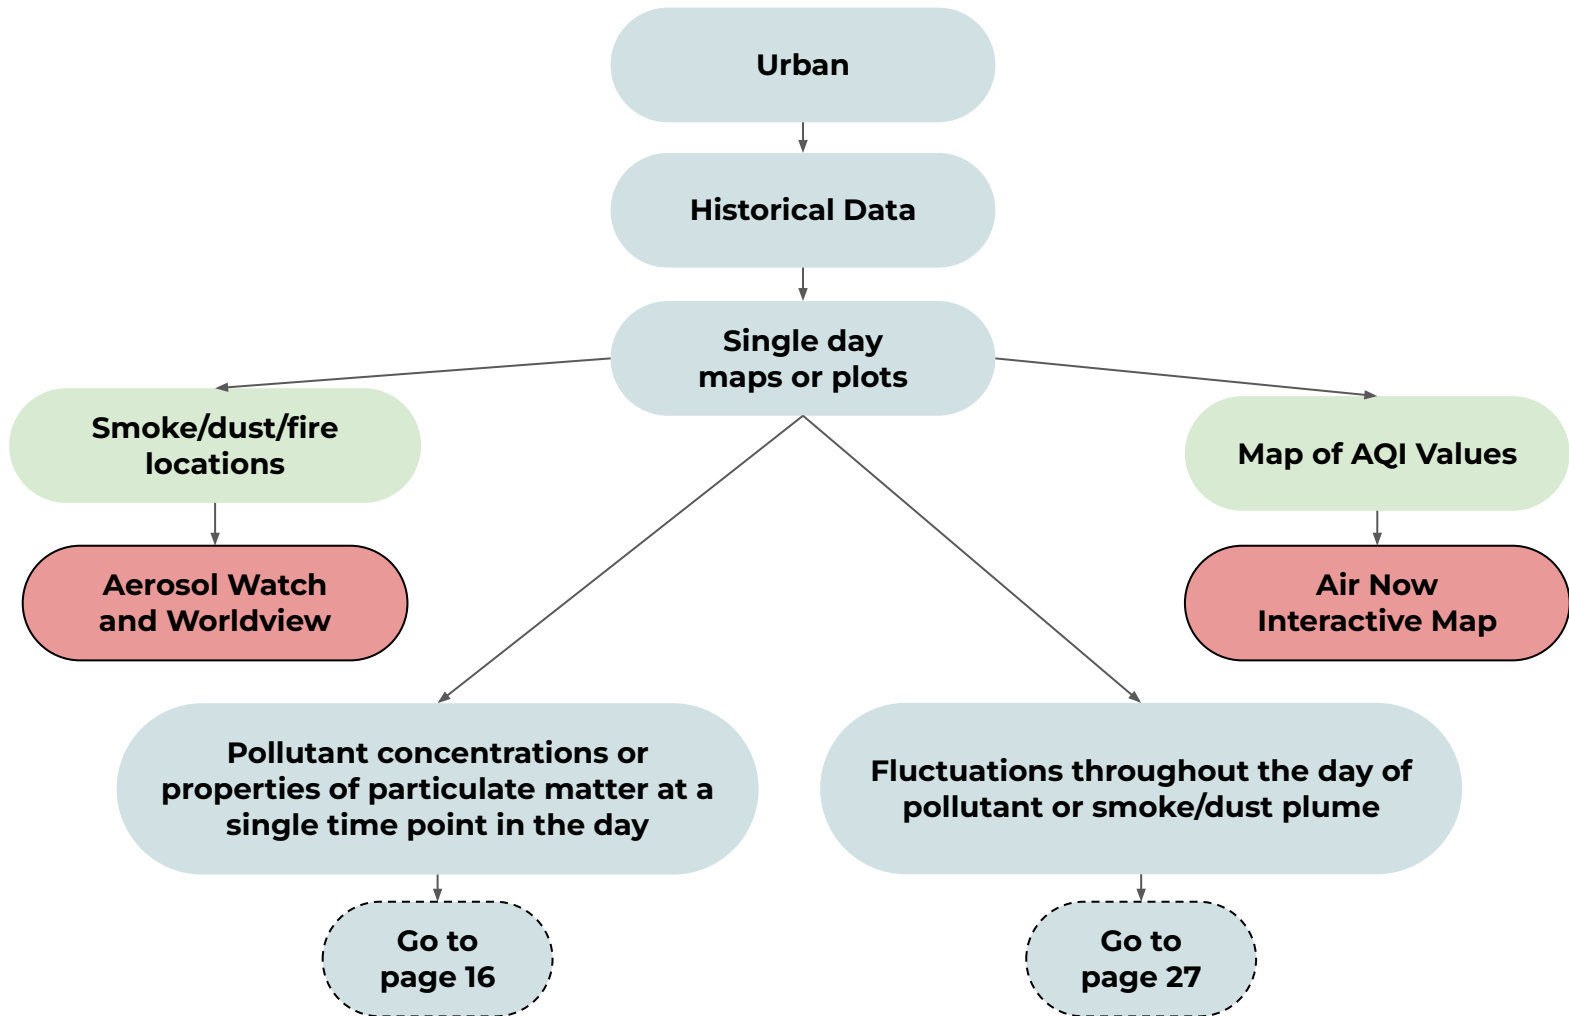 Urban
Historical Data
Single day
maps or plots
Smoke/dust/fire
locations
Map of AQI Values
Aerosol Watch
and Worldview
Air Now
Interactive Map
Pollutant concentrations or
properties of particulate matter at a
single time point in the day
Fluctuations throughout the day of
pollutant or smoke/dust plume
Go to
page 16
Go to
page 27